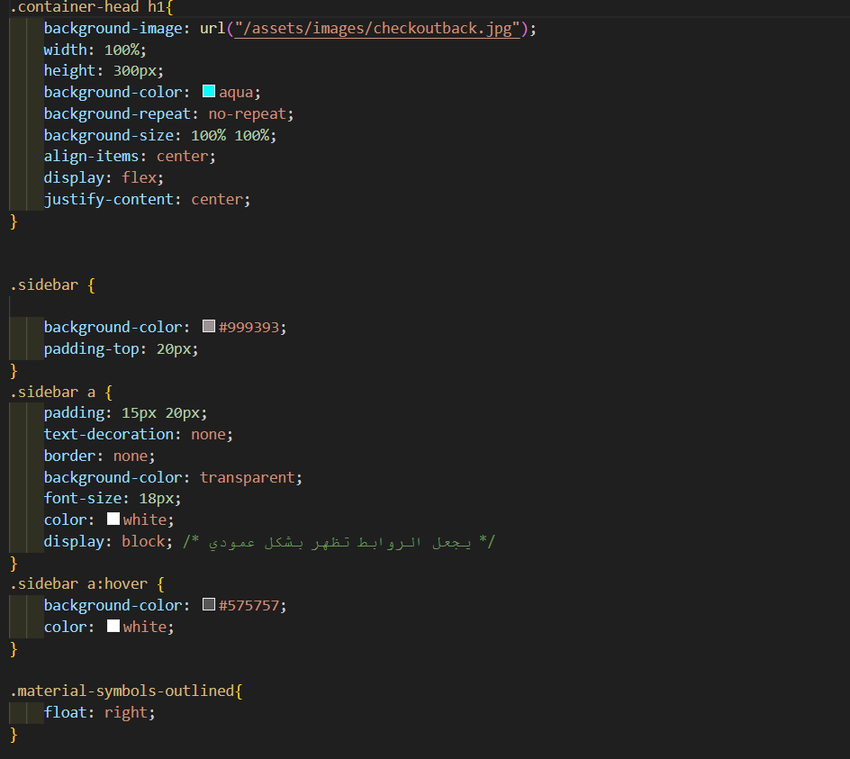 .container-head h1{
background-image: url("/assets/images/checkoutback.jpg");
width: 100%;
height: 300px;
background-color: aqua;
background-repeat: no-repeat;
background-size: 100% 100%;
align-items: center;
display: flex;
justify-content: center;
}
.sidebar {
background-color: #999393;
padding-top: 20px;
}
.sidebar a {
padding: 15px 20px;
text-decoration: none;
border: none;
background-color: transparent;
font-size: 18px;
color: white;
display: block; /* يجعل الروابط تظهر بشكل عمودي */
}
.sidebar a:hover {
background-color: #575757;
color: white;
}
.material-symbols-outlined{
float: right;
}